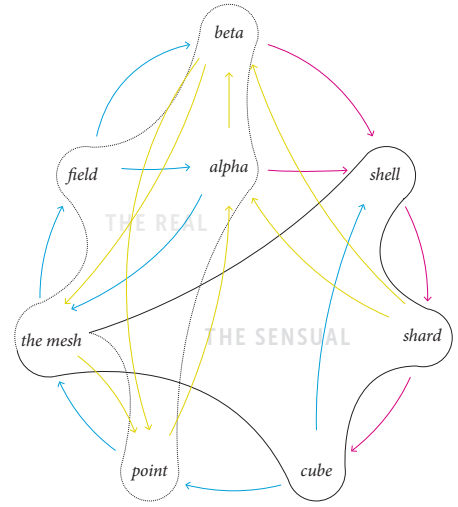 beta
field
alpha
shell
THE REAL
the mesh
THE SENSUAL
shard
point
cube